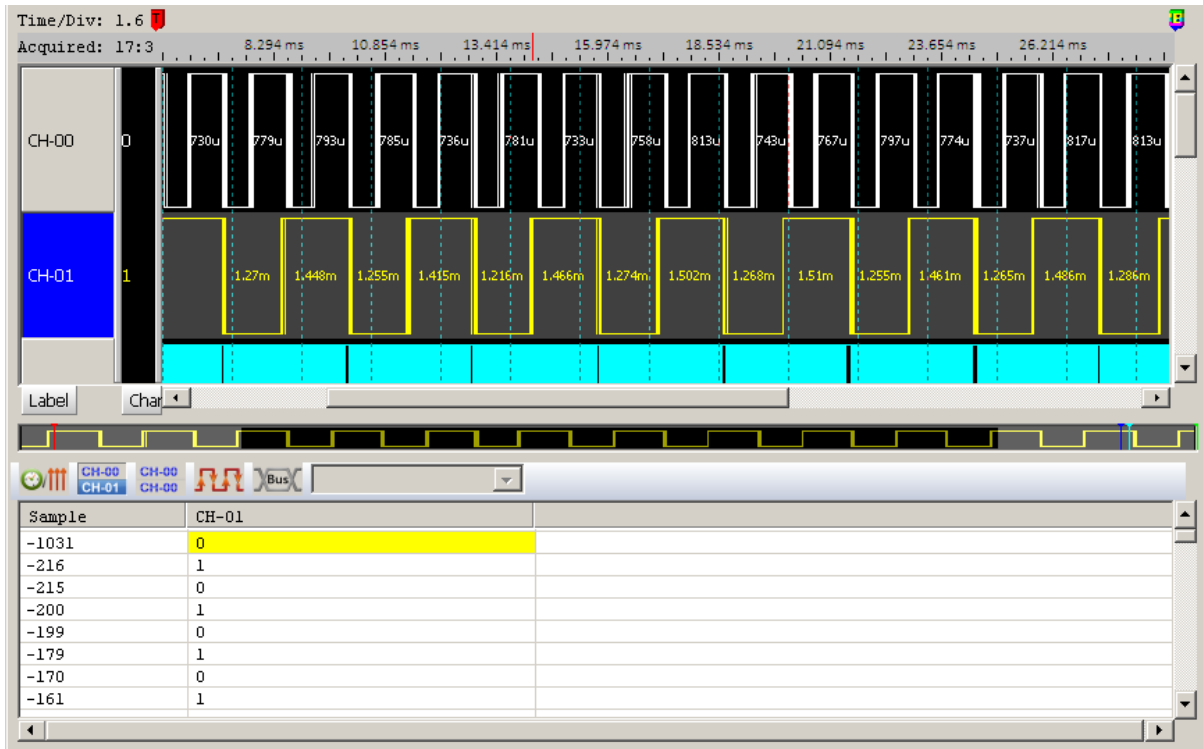 Time/Div: 1.6 T
Acquired: 17:3 8.294 ms 10.854 ms 13.414 ms 15.974 ms 18.534 ms 21.094 ms 23.654 ms 26.214 ms
CH-00 0 730u 779u 793u 785u 736u 781u 733u 758u 813u 743u 767u 797u 774u 737u 817u 813u
CH-01 1 1.27m 1.448m 1.255m 1.415m 1.216m 1.466m 1.274m 1.502m 1.268m 1.51m 1.255m 1.461m 1.265m 1.486m 1.286m
Label Char
CH-00 CH-00
CH-01 CH-00 Bus
Sample CH-01
-1031 0
-216 1
-215 0
-200 1
-199 0
-179 1
-170 0
-161 1